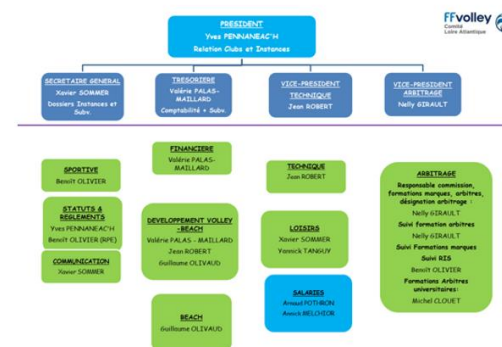 FFvolley
Comité
Loire Atlantique
PRESIDENT
Yves PENNANEAC'H
Relation Clubs et Instances
SECRETAIRE GENERAL
Xavier SOMMER
Dossiers Instances et
Subv.
TRESORIERE
Valérie PALAS-
MAILLARD
Comptabilité + Subv.
VICE-PRESIDENT
TECHNIQUE
Jean ROBERT
VICE-PRESIDENT
ARBITRAGE
Nelly GIRAULT
SPORTIVE
Benoît OLIVIER
STATUTS &
REGLEMENTS
Yves PENNANEAC'H
Benoît OLIVIER (RPE)
COMMUNICATION
Xavier SOMMER
FINANCIERE
Valérie PALAS-
MAILLARD
DEVELOPPEMENT VOLLEY
-BEACH
Valérie PALAS - MAILLARD
Jean ROBERT
Guillaume OLIVAUD
BEACH
Guillaume OLIVAUD
TECHNIQUE
Jean ROBERT
LOISIRS
Xavier SOMMER
Yannick TANGUY
SALARIES
Arnaud POTHRON
Annick MELCHIOR
ARBITRAGE
Responsable commission,
formations marques, arbitres,
désignation arbitrage :
Nelly GIRAULT
Suivi formation arbitres
Nelly GIRAULT
Suivi Formations marques
Suivi RIS
Benoît OLIVIER
Formations Arbitres
universitaires:
Michel CLOUET